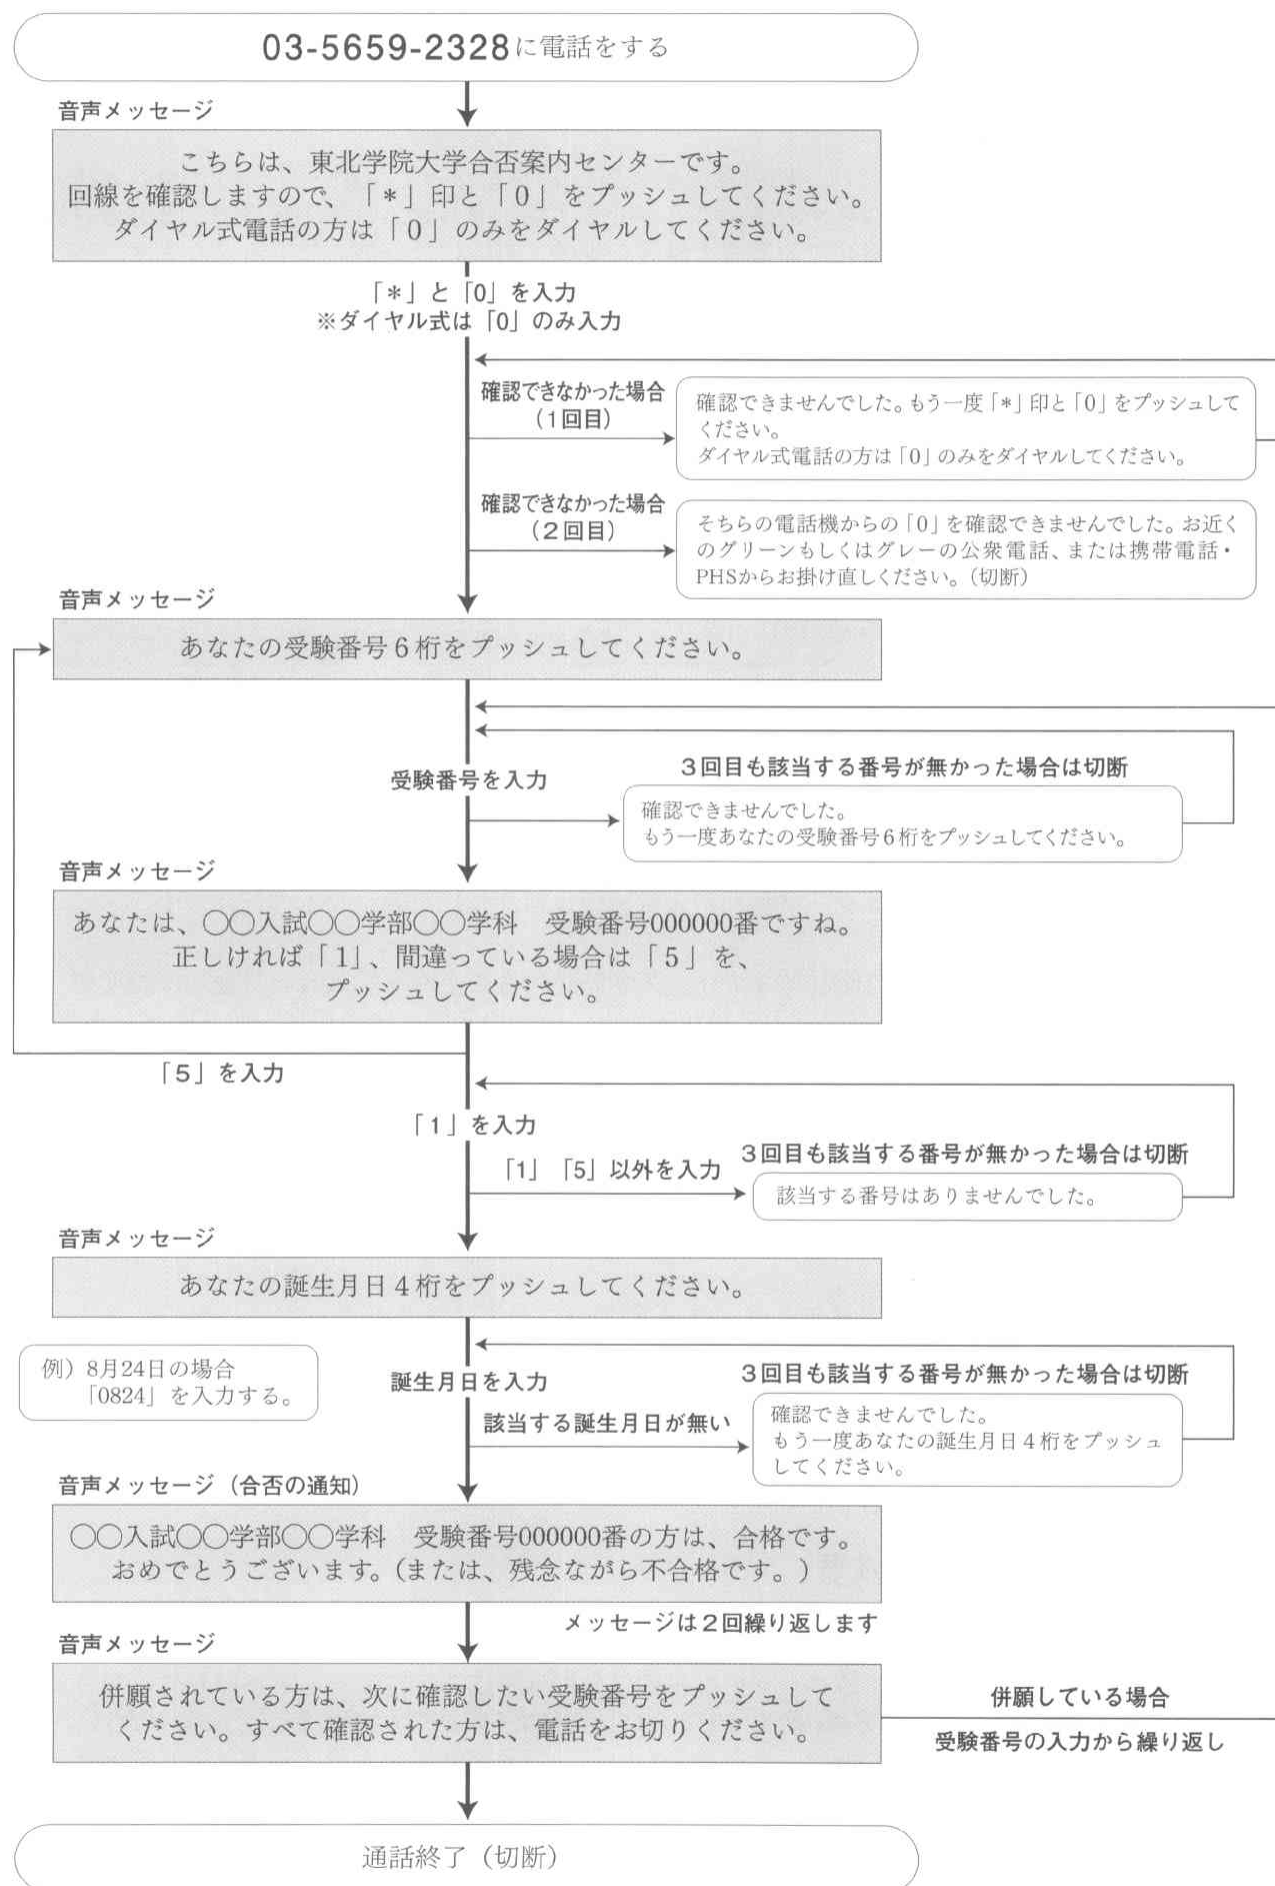 03-5659-2328に電話をする
音声メッセージ
こちらは、東北学院大学合否案内センターです。
回線を確認しますので、「*」印と「0」をプッシュしてください。
ダイヤル式電話の方は「0」のみをダイヤルしてください。
「*」と「0」を入力
※ダイヤル式は「0」のみ入力
確認できなかった場合
(1回目)
確認できませんでした。もう一度「*」印と「0」をプッシュして
ください。
ダイヤル式電話の方は「0」のみをダイヤルしてください。
確認できなかった場合
(2回目)
そちらの電話機からの「0」を確認できませんでした。お近く
のグリーンもしくはグレーの公衆電話、または携帯電話・
PHSからお掛け直しください。(切断)
音声メッセージ
あなたの受験番号6桁をプッシュしてください。
受験番号を入力
3回目も該当する番号が無かった場合は切断
確認できませんでした。
もう一度あなたの受験番号6桁をプッシュしてください。
音声メッセージ
あなたは、〇〇入試〇〇学部〇〇学科 受験番号000000番ですね。
正しければ「1」、間違っている場合は「5」を、
プッシュしてください。
「5」を入力
「1」を入力
「1」「5」以外を入力
3回目も該当する番号が無かった場合は切断
該当する番号はありませんでした。
音声メッセージ
あなたの誕生月日4桁をプッシュしてください。
例)8月24日の場合
「0824」を入力する。
誕生月日を入力
該当する誕生月日が無い
3回目も該当する番号が無かった場合は切断
確認できませんでした。
もう一度あなたの誕生月日4桁をプッシュ
してください。
音声メッセージ(合否の通知)
〇〇入試〇〇学部〇〇学科 受験番号000000番の方は、合格です。
おめでとうございます。(または、残念ながら不合格です。)
メッセージは2回繰り返します
音声メッセージ
併願されている方は、次に確認したい受験番号をプッシュして
ください。すべて確認された方は、電話をお切りください。
併願している場合
受験番号の入力から繰り返し
通話終了(切断)